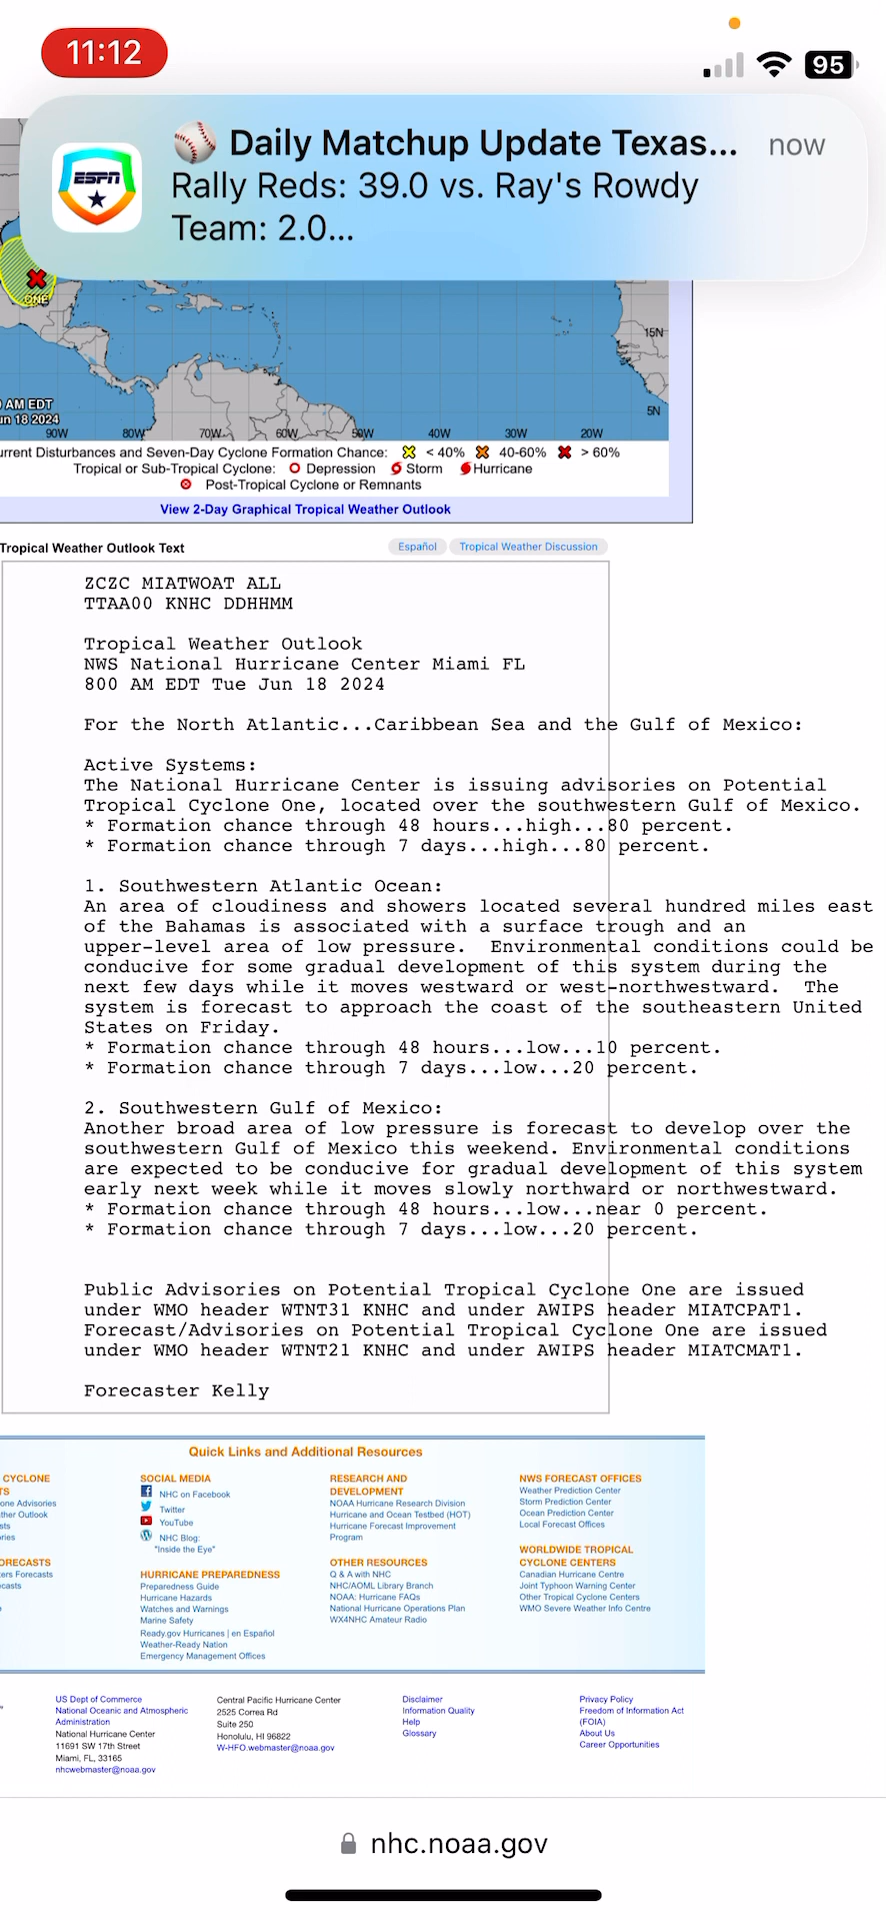 11:12
95
⚾ Daily Matchup Update Texas... now
ESPN
Rally Reds: 39.0 vs. Ray's Rowdy
Team: 2.0...
ONE
15N
5N
AM EDT
un 18 2024
90W 80W 70W 60W 50W 40W 30W 20W
urrent Disturbances and Seven-Day Cyclone Formation Chance: < 40% 40-60% > 60%
Tropical or Sub-Tropical Cyclone: Depression Storm Hurricane
Post-Tropical Cyclone or Remnants
View 2-Day Graphical Tropical Weather Outlook
Tropical Weather Outlook Text Español Tropical Weather Discussion
ZCZC MIATWOAT ALL
TTAA00 KNHC DDHHMM
Tropical Weather Outlook
NWS National Hurricane Center Miami FL
800 AM EDT Tue Jun 18 2024
For the North Atlantic...Caribbean Sea and the Gulf of Mexico:
Active Systems:
The National Hurricane Center is issuing advisories on Potential
Tropical Cyclone One, located over the southwestern Gulf of Mexico.
* Formation chance through 48 hours...high...80 percent.
* Formation chance through 7 days...high...80 percent.
1. Southwestern Atlantic Ocean:
An area of cloudiness and showers located several hundred miles east
of the Bahamas is associated with a surface trough and an
upper-level area of low pressure.  Environmental conditions could be
conducive for some gradual development of this system during the
next few days while it moves westward or west-northwestward.  The
system is forecast to approach the coast of the southeastern United
States on Friday.
* Formation chance through 48 hours...low...10 percent.
* Formation chance through 7 days...low...20 percent.
2. Southwestern Gulf of Mexico:
Another broad area of low pressure is forecast to develop over the
southwestern Gulf of Mexico this weekend. Environmental conditions
are expected to be conducive for gradual development of this system
early next week while it moves slowly northward or northwestward.
* Formation chance through 48 hours...low...near 0 percent.
* Formation chance through 7 days...low...20 percent.
Public Advisories on Potential Tropical Cyclone One are issued
under WMO header WTNT31 KNHC and under AWIPS header MIATCPAT1.
Forecast/Advisories on Potential Tropical Cyclone One are issued
under WMO header WTNT21 KNHC and under AWIPS header MIATCMAT1.
Forecaster Kelly
Quick Links and Additional Resources
CYCLONE
TS
one Advisories
ther Outlook
sts
ries
ORECASTS
ers Forecasts
casts
SOCIAL MEDIA
NHC on Facebook
Twitter
YouTube
NHC Blog:
"Inside the Eye"
HURRICANE PREPAREDNESS
Preparedness Guide
Hurricane Hazards
Watches and Warnings
Marine Safety
Ready.gov Hurricanes | en Español
Weather-Ready Nation
Emergency Management Offices
RESEARCH AND
DEVELOPMENT
NOAA Hurricane Research Division
Hurricane and Ocean Testbed (HOT)
Hurricane Forecast Improvement
Program
OTHER RESOURCES
Q & A with NHC
NHC/AOML Library Branch
NOAA: Hurricane FAQs
National Hurricane Operations Plan
WX4NHC Amateur Radio
NWS FORECAST OFFICES
Weather Prediction Center
Storm Prediction Center
Ocean Prediction Center
Local Forecast Offices
WORLDWIDE TROPICAL
CYCLONE CENTERS
Canadian Hurricane Centre
Joint Typhoon Warning Center
Other Tropical Cyclone Centers
WMO Severe Weather Info Centre
US Dept of Commerce
National Oceanic and Atmospheric
Administration
National Hurricane Center
11691 SW 17th Street
Miami, FL, 33165
nhcwebmaster@noaa.gov
Central Pacific Hurricane Center
2525 Correa Rd
Suite 250
Honolulu, HI 96822
W-HFO.webmaster@noaa.gov
Disclaimer
Information Quality
Help
Glossary
Privacy Policy
Freedom of Information Act
(FOIA)
About Us
Career Opportunities
nhc.noaa.gov